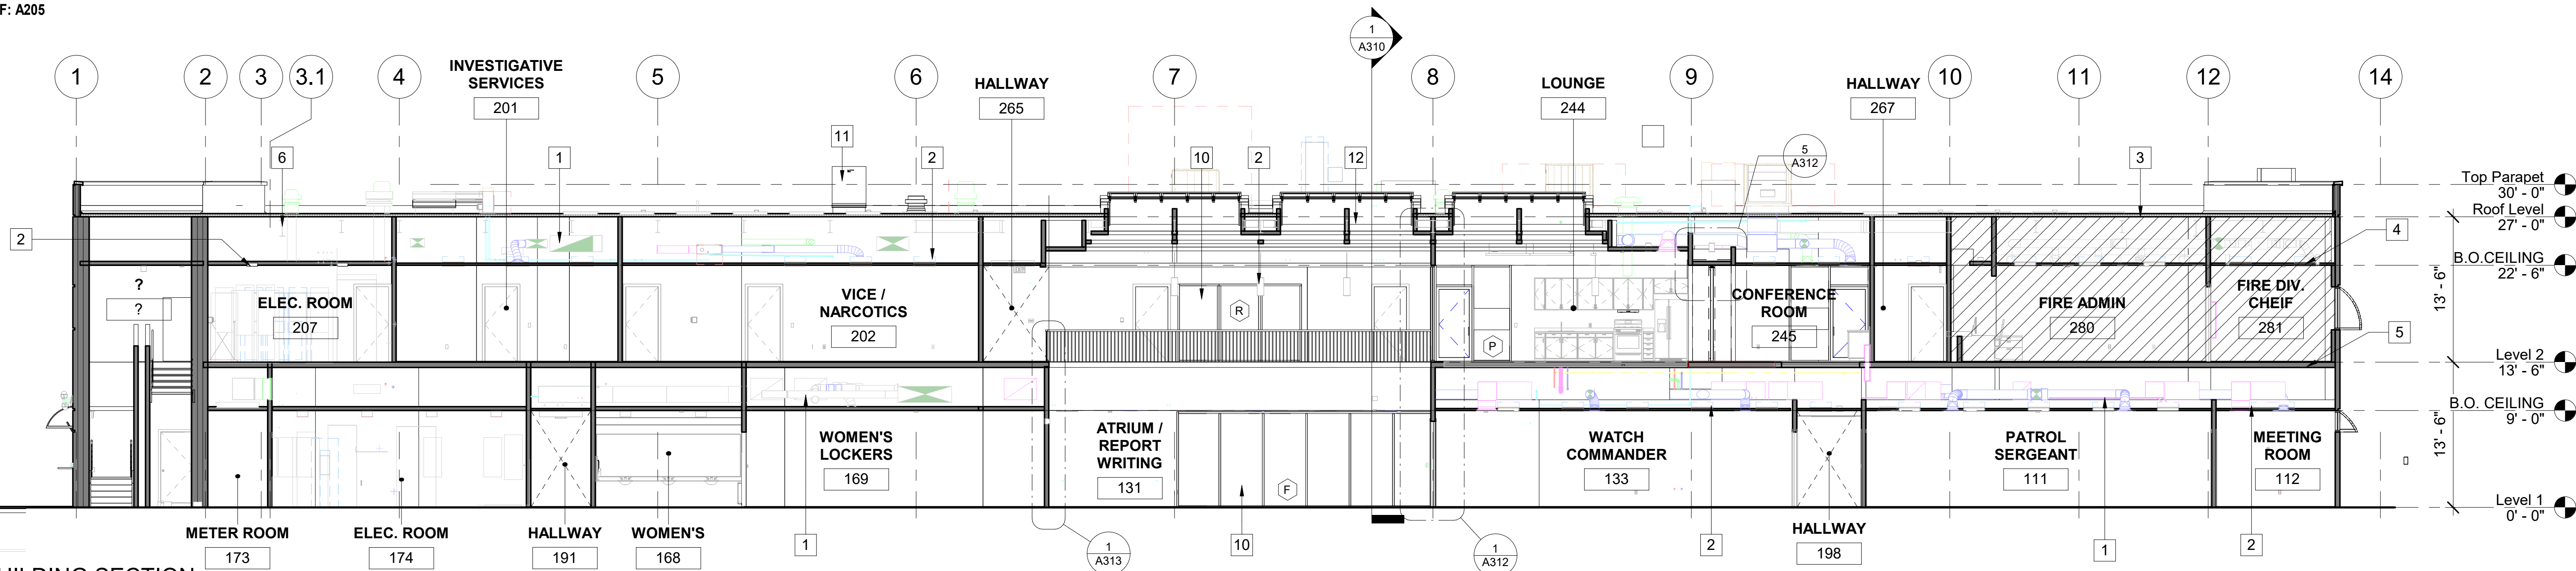 F: A205
1
A310
1
2
3
3.1
4
5
6
7
8
9
10
11
12
14
INVESTIGATIVE
SERVICES
201
HALLWAY
265
LOUNGE
244
HALLWAY
267
11
5
A312
6
1
2
10
2
12
3
Top Parapet
30' - 0"
Roof Level
27' - 0"
2
4
B.O.CEILING
22' - 6"
13' - 6"
?
?
ELEC. ROOM
207
VICE /
NARCOTICS
202
R
P
CONFERENCE
ROOM
245
FIRE ADMIN
280
FIRE DIV.
CHEIF
281
5
Level 2
13' - 6"
B.O. CEILING
9' - 0"
13' - 6"
WOMEN'S
LOCKERS
169
ATRIUM /
REPORT
WRITING
131
F
WATCH
COMMANDER
133
PATROL
SERGEANT
111
MEETING
ROOM
112
Level 1
0' - 0"
METER ROOM
173
ELEC. ROOM
174
HALLWAY
191
WOMEN'S
168
1
1
A313
10
1
A312
2
HALLWAY
198
1
2
UILDING SECTION